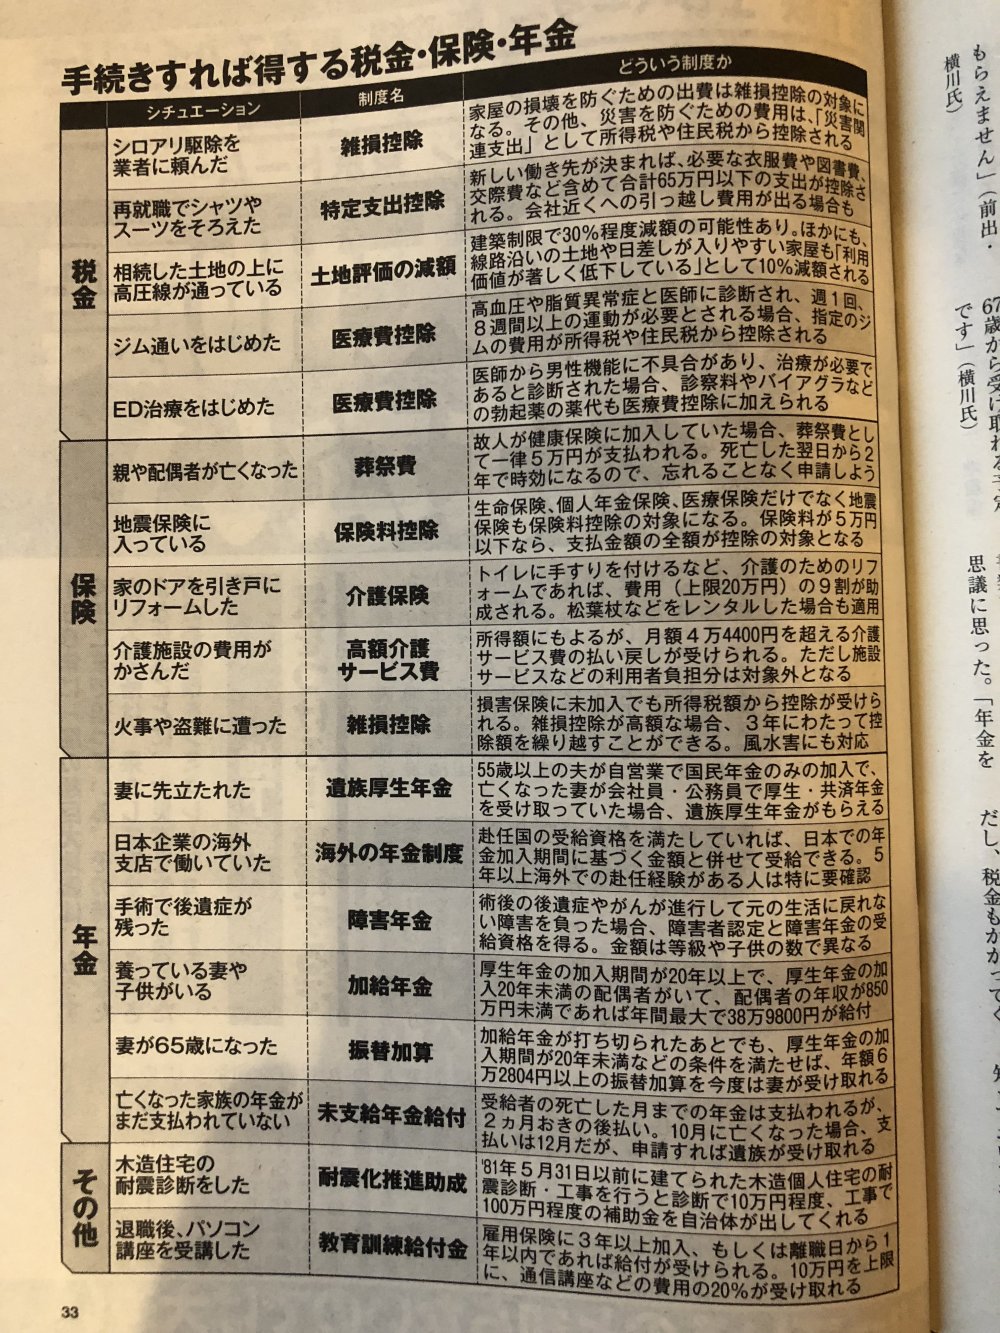 手続きすれば得する税金・保険・年金
シチュエーション
制度名
どういう制度か
税金
シロアリ駆除を
業者に頼んだ
雑損控除
家屋の損壊を防ぐための出費は雑損控除の対象に
なる。その他、災害を防ぐための費用は、「災害関
連支出」として所得税や住民税から控除される
再就職でシャツや
スーツをそろえた
特定支出控除
新しい働き先が決まれば、必要な衣服費や図書費、
交際費など含めて合計65万円以下の支出が控除さ
れる。会社近くへの引っ越し費用が出る場合も
相続した土地の上に
高圧線が通っている
土地評価の減額
建築制限で30%程度減額の可能性あり。ほかにも、
線路沿いの土地や日差しが入りやすい家屋も「利用
価値が著しく低下している」として10%減額される
ジム通いをはじめた
医療費控除
高血圧や脂質異常症と医師に診断され、週1回、
8週間以上の運動が必要とされる場合、指定のジ
ムの費用が所得税や住民税から控除される
ED治療をはじめた
医療費控除
医師から男性機能に不具合があり、治療が必要で
あると診断された場合、診察料やバイアグラなど
の勃起薬の薬代も医療費控除に加えられる
保険
親や配偶者が亡くなった
葬祭費
故人が健康保険に加入していた場合、葬祭費とし
て一律5万円が支払われる。死亡した翌日から2
年で時効になるので、忘れることなく申請しよう
地震保険に
入っている
保険料控除
生命保険、個人年金保険、医療保険だけでなく地震
保険も保険料控除の対象になる。保険料が5万円
以下なら、支払金額の全額が控除の対象となる
家のドアを引き戸に
リフォームした
介護保険
トイレに手すりを付けるなど、介護のためのリフ
ォームであれば、費用(上限20万円)の9割が助
成される。松葉杖などをレンタルした場合も適用
介護施設の費用が
かさんだ
高額介護
サービス費
所得額にもよるが、月額4万4400円を超える介護
サービス費の払い戻しが受けられる。ただし施設
サービスなどの利用者負担分は対象外となる
火事や盗難に遭った
雑損控除
損害保険に未加入でも所得税額から控除が受けら
れる。雑損控除が高額な場合、3年にわたって控
除額を繰り越すことができる。風水害にも対応
年金
妻に先立たれた
遺族厚生年金
55歳以上の夫が自営業で国民年金のみの加入で、
亡くなった妻が会社員・公務員で厚生・共済年金
を受け取っていた場合、遺族厚生年金がもらえる
日本企業の海外
支店で働いていた
海外の年金制度
赴任国の受給資格を満たしていれば、日本での年
金加入期間に基づく金額と併せて受給できる。5
年以上海外での赴任経験がある人は特に要確認
手術で後遺症が
残った
障害年金
術後の後遺症やがんが進行して元の生活に戻れな
い障害を負った場合、障害者認定と障害年金の受
給資格を得る。金額は等級や子供の数で異なる
養っている妻や
子供がいる
加給年金
厚生年金の加入期間が20年以上で、厚生年金の加
入20年未満の配偶者がいて、配偶者の年収が850
万円未満であれば年間最大で38万9800円が給付
妻が65歳になった
振替加算
加給年金が打ち切られたあとでも、厚生年金の加
入期間が20年未満などの条件を満たせば、年額6
万2804円以上の振替加算を今度は妻が受け取れる
亡くなった家族の年金が
まだ支払われていない
未支給年金給付
受給者の死亡した月までの年金は支払われるが、
2ヵ月おきの後払い。10月に亡くなった場合、支
払いは12月だが、申請すれば遺族が受け取れる
その他
木造住宅の
耐震診断をした
耐震化推進助成
'81年5月31日以前に建てられた木造個人住宅の耐
震診断・工事を行うと診断で10万円程度、工事で
100万円程度の補助金を自治体が出してくれる
退職後、パソコン
講座を受講した
教育訓練給付金
雇用保険に3年以上加入、もしくは離職日から1
年以内であれば給付が受けられる。10万円を上限
に、通信講座などの費用の20%が受け取れる
33
もらえません」(前出・
横川氏)
67歳から受け取れる予定
です」(横川氏)
思議に思った。「年金を
だし、税金もかかってく